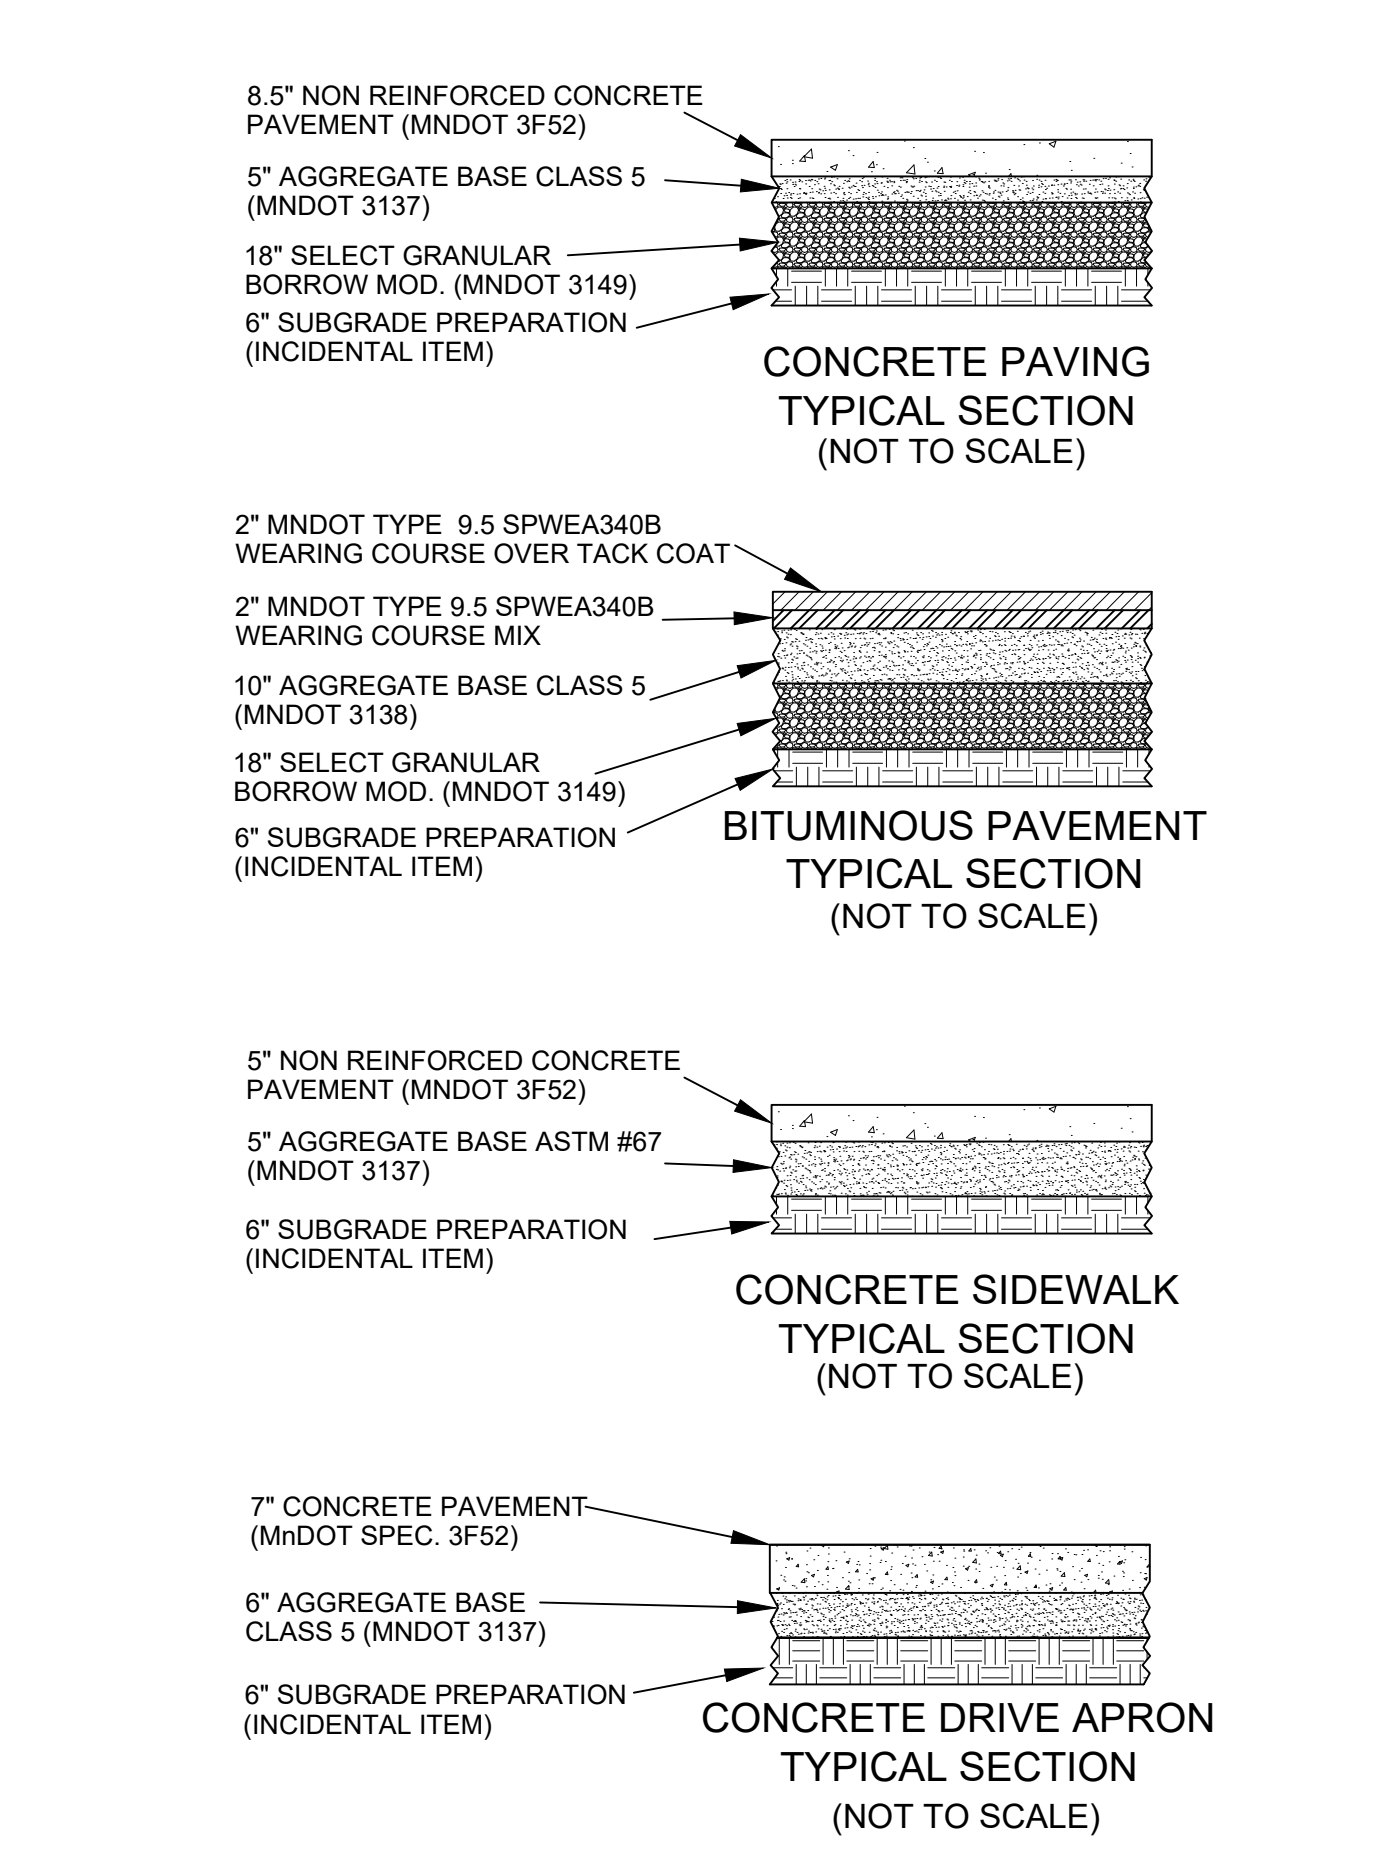 8.5" NON REINFORCED CONCRETE
PAVEMENT (MNDOT 3F52)
5" AGGREGATE BASE CLASS 5
(MNDOT 3137)
18" SELECT GRANULAR
BORROW MOD. (MNDOT 3149)
6" SUBGRADE PREPARATION
(INCIDENTAL ITEM)
CONCRETE PAVING
TYPICAL SECTION
(NOT TO SCALE)
2" MNDOT TYPE 9.5 SPWEA340B
WEARING COURSE OVER TACK COAT
2" MNDOT TYPE 9.5 SPWEA340B
WEARING COURSE MIX
10" AGGREGATE BASE CLASS 5
(MNDOT 3138)
18" SELECT GRANULAR
BORROW MOD. (MNDOT 3149)
6" SUBGRADE PREPARATION
(INCIDENTAL ITEM)
BITUMINOUS PAVEMENT
TYPICAL SECTION
(NOT TO SCALE)
5" NON REINFORCED CONCRETE
PAVEMENT (MNDOT 3F52)
5" AGGREGATE BASE ASTM #67
(MNDOT 3137)
6" SUBGRADE PREPARATION
(INCIDENTAL ITEM)
CONCRETE SIDEWALK
TYPICAL SECTION
(NOT TO SCALE)
7" CONCRETE PAVEMENT
(MnDOT SPEC. 3F52)
6" AGGREGATE BASE
CLASS 5 (MNDOT 3137)
6" SUBGRADE PREPARATION
(INCIDENTAL ITEM)
CONCRETE DRIVE APRON
TYPICAL SECTION
(NOT TO SCALE)